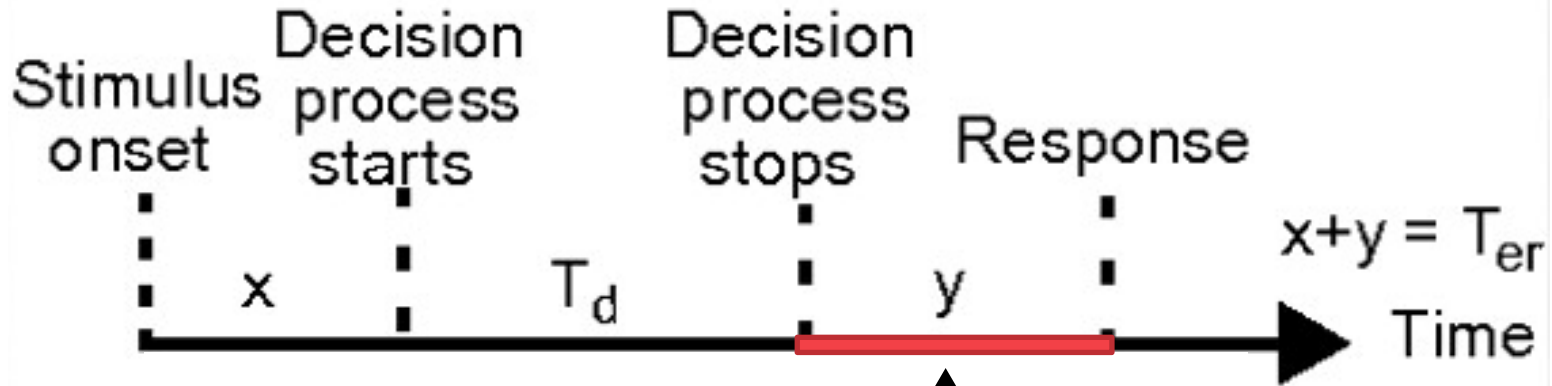 Stimulus
onset
Decision
process
starts
Decision
process
stops
Response
x
T_d
y
x+y = T_er
Time